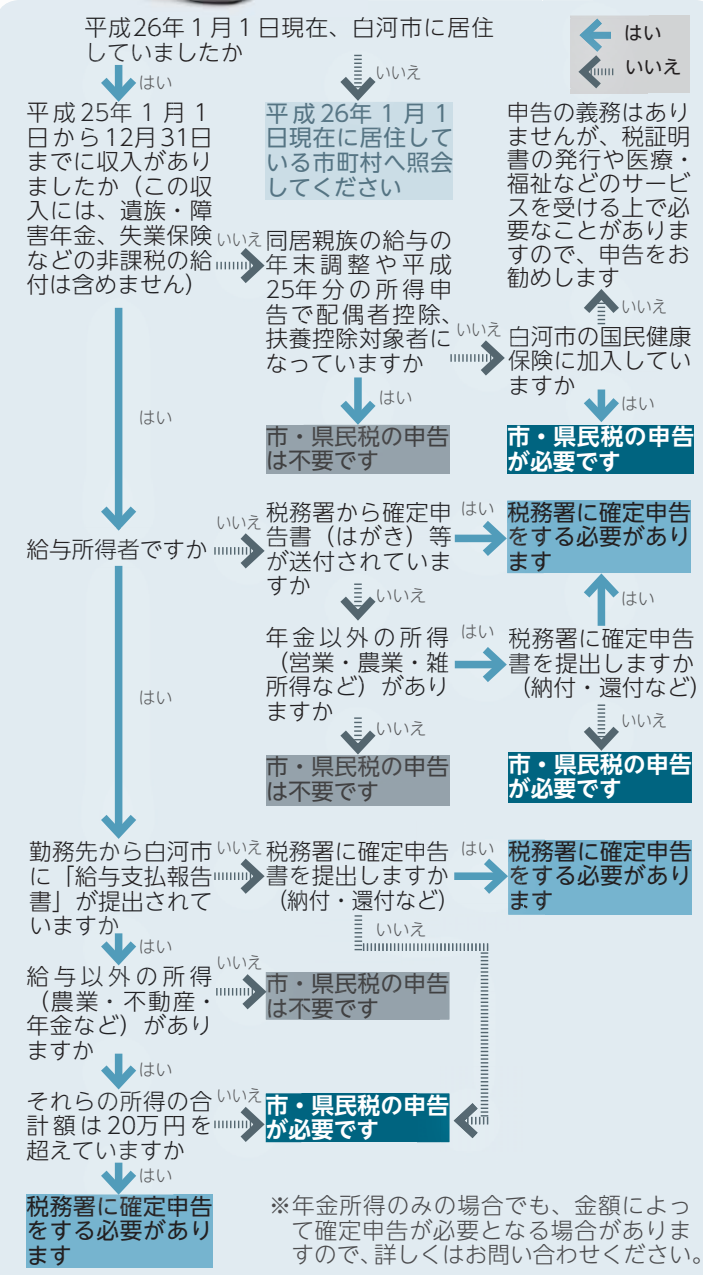 平成26年１月１日現在、白河市に居住
していましたか
はい
いいえ
はい
いいえ
平成25年１月１
日から12月31日
までに収入があり
ましたか（この収
入には、遺族・障
害年金、失業保険
などの非課税の給
付は含めません）
平成26年１月１
日現在に居住して
いる市町村へ照会
してください
申告の義務はあり
ませんが、税証明
書の発行や医療・
福祉などのサービ
スを受ける上で必
要なことがありま
すので、申告をお
勧めします
いいえ
同居親族の給与の
年末調整や平成
25年分の所得申
告で配偶者控除、
扶養控除対象者に
なっていますか
いいえ
いいえ
白河市の国民健康
保険に加入してい
ますか
はい
はい
はい
市・県民税の申告
は不要です
市・県民税の申告
が必要です
給与所得者ですか
いいえ
税務署から確定申
告書（はがき）等
が送付されていま
すか
はい
税務署に確定申告
をする必要があり
ます
いいえ
はい
年金以外の所得
（営業・農業・雑
所得など）があり
ますか
はい
税務署に確定申告
書を提出しますか
（納付・還付など）
はい
いいえ
いいえ
市・県民税の申告
は不要です
市・県民税の申告
が必要です
勤務先から白河市
に「給与支払報告
書」が提出されて
いますか
いいえ
税務署に確定申告
書を提出しますか
（納付・還付など）
はい
税務署に確定申告
をする必要があり
ます
はい
いいえ
給与以外の所得
（農業・不動産・
年金など）があり
ますか
いいえ
市・県民税の申告
は不要です
はい
それらの所得の合
計額は20万円を
超えていますか
いいえ
市・県民税の申告
が必要です
はい
税務署に確定申告
をする必要があり
ます
※年金所得のみの場合でも、金額によっ
て確定申告が必要となる場合がありま
すので、詳しくはお問い合わせください。